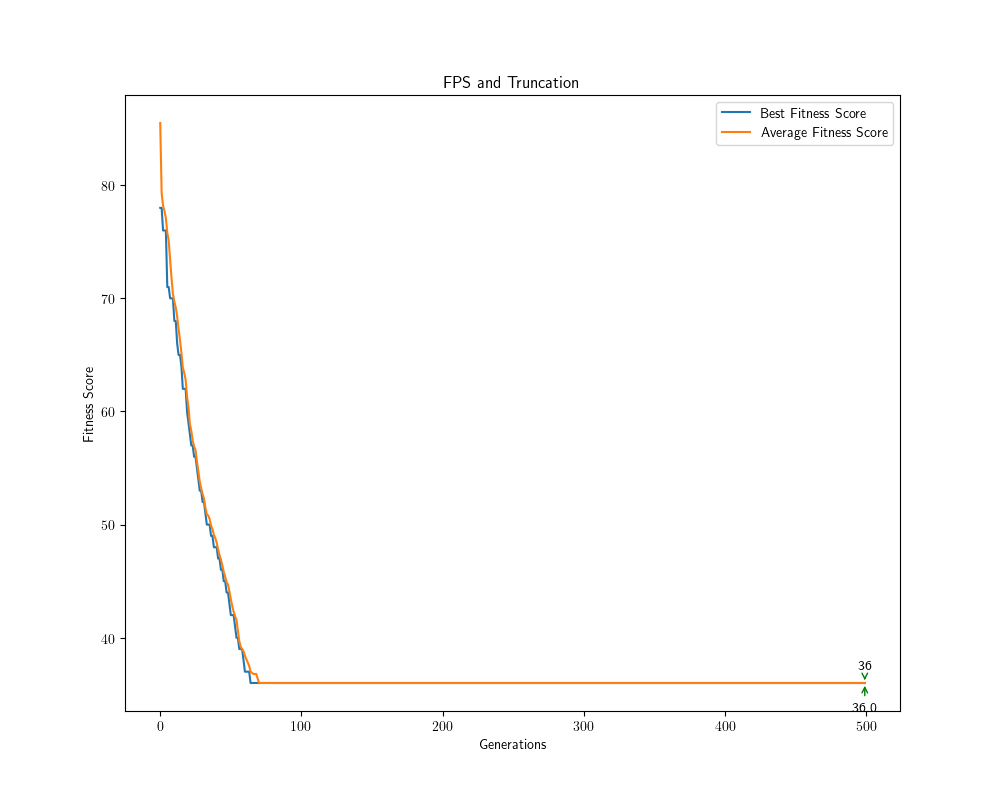 FPS and Truncation
Best Fitness Score
Average Fitness Score
Fitness Score
80
70
60
50
40
36
36.0
0 100 200 300 400 500
Generations